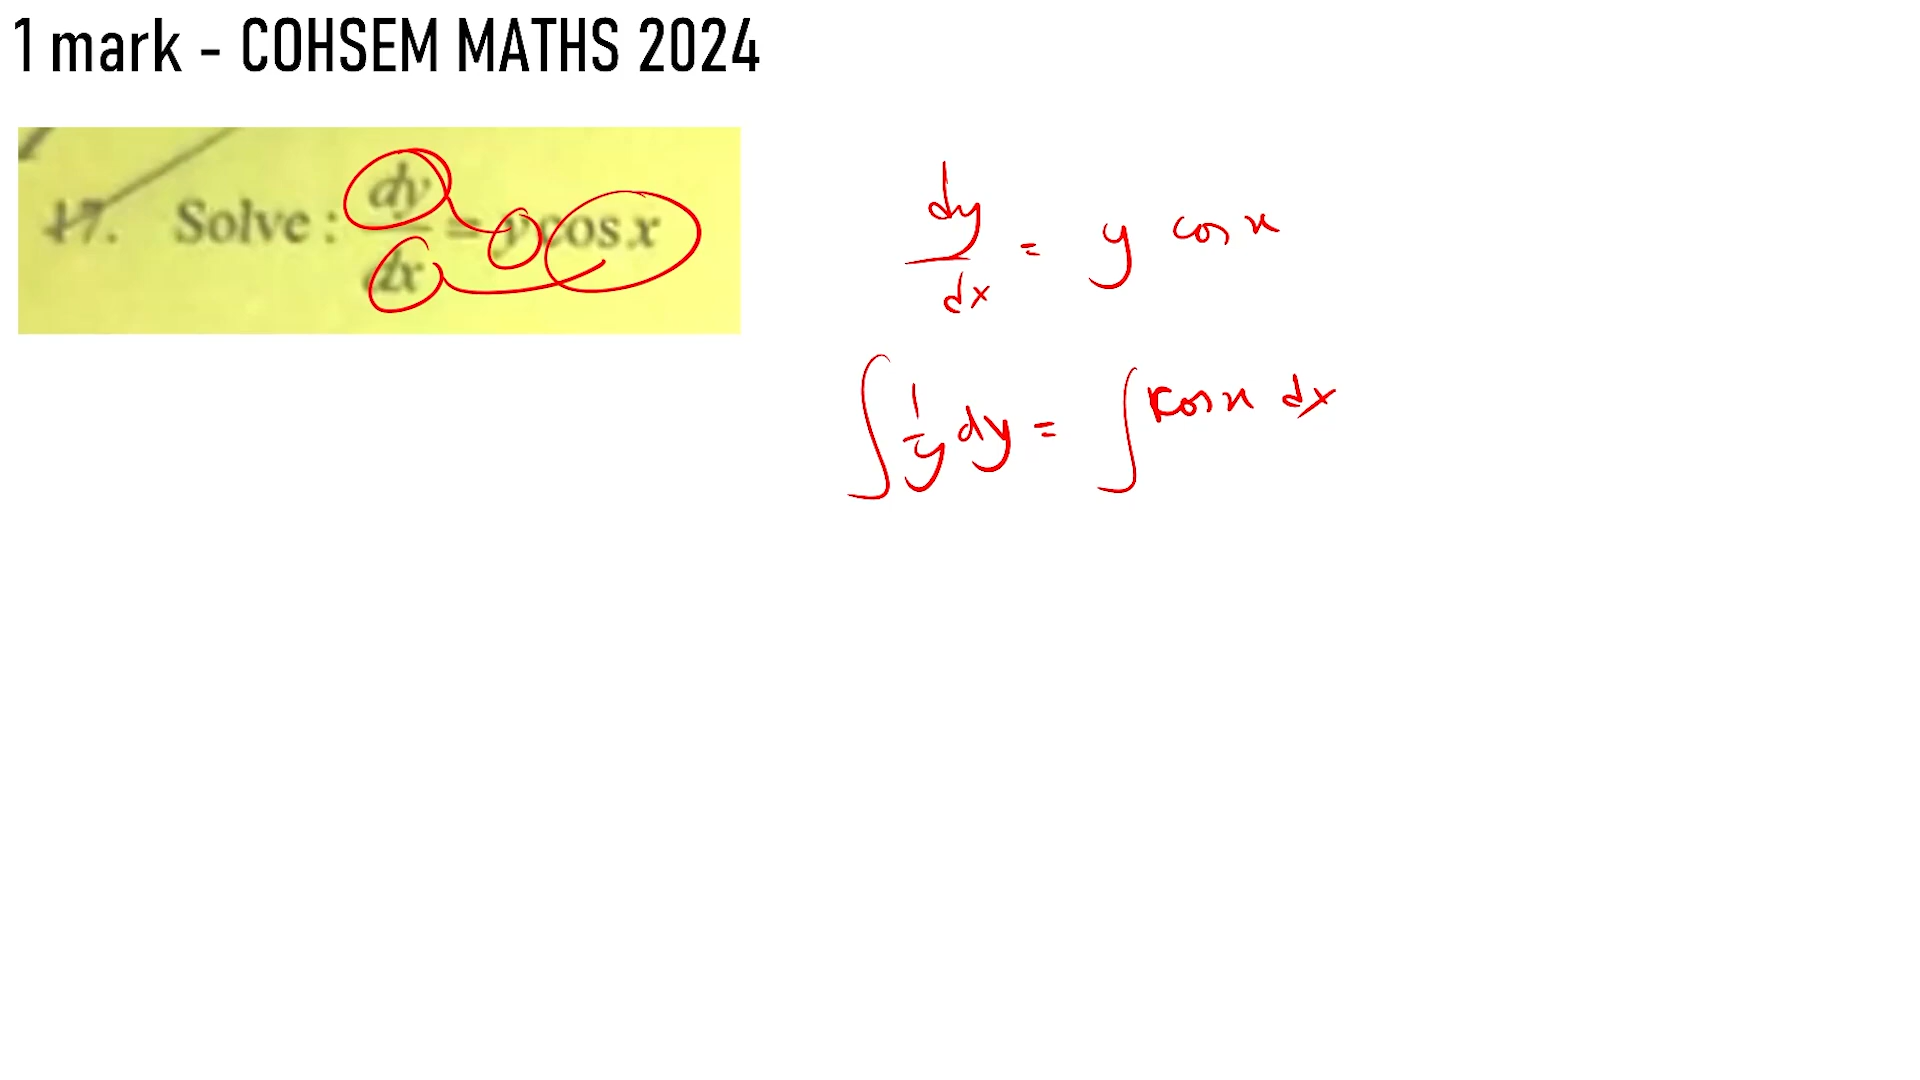 1 mark - COHSEM MATHS 2024
17. Solve : dy/dx = y cos x
dy/dx = y cos x
∫ 1/y dy = ∫ cos x dx